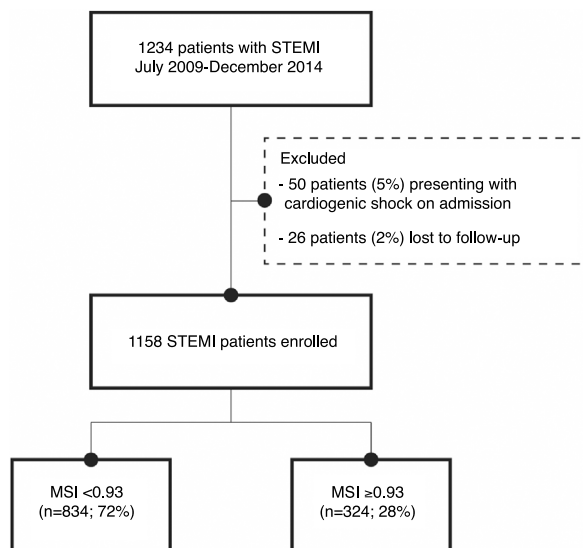 1234 patients with STEMI
July 2009-December 2014
Excluded
- 50 patients (5%) presenting with
cardiogenic shock on admission
- 26 patients (2%) lost to follow-up
1158 STEMI patients enrolled
MSI <0.93
(n=834; 72%)
MSI ≥0.93
(n=324; 28%)